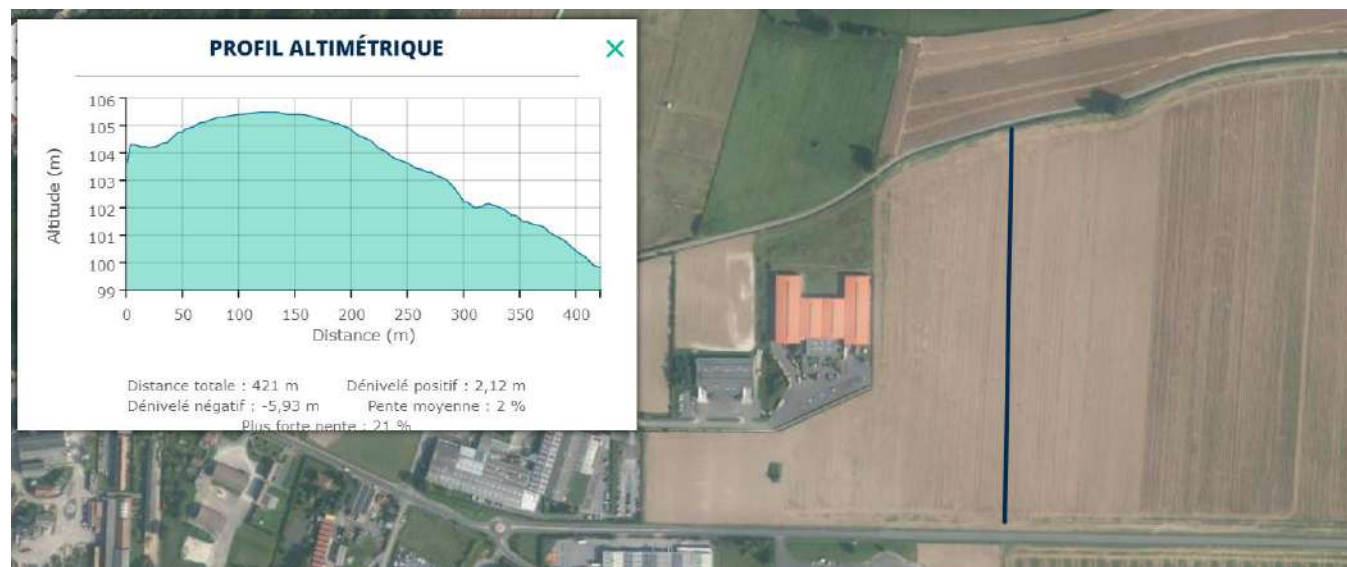 PROFIL ALTIMÉTRIQUE
106
105
104
103
102
101
100
99
Altitude (m)
0 50 100 150 200 250 300 350 400
Distance (m)
Distance totale : 421 m Dénivelé positif : 2,12 m
Dénivelé négatif : -5,93 m Pente moyenne : 2 %
Plus forte pente : 21 %